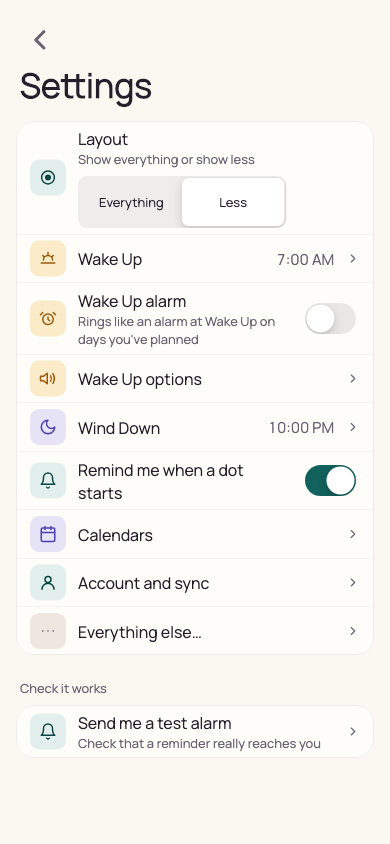 Settings
Layout
Show everything or show less
Everything
Less
Wake Up
7:00 AM
Wake Up alarm
Rings like an alarm at Wake Up on
days you've planned
Wake Up options
Wind Down
10:00 PM
Remind me when a dot
starts
Calendars
Account and sync
Everything else...
Check it works
Send me a test alarm
Check that a reminder really reaches you